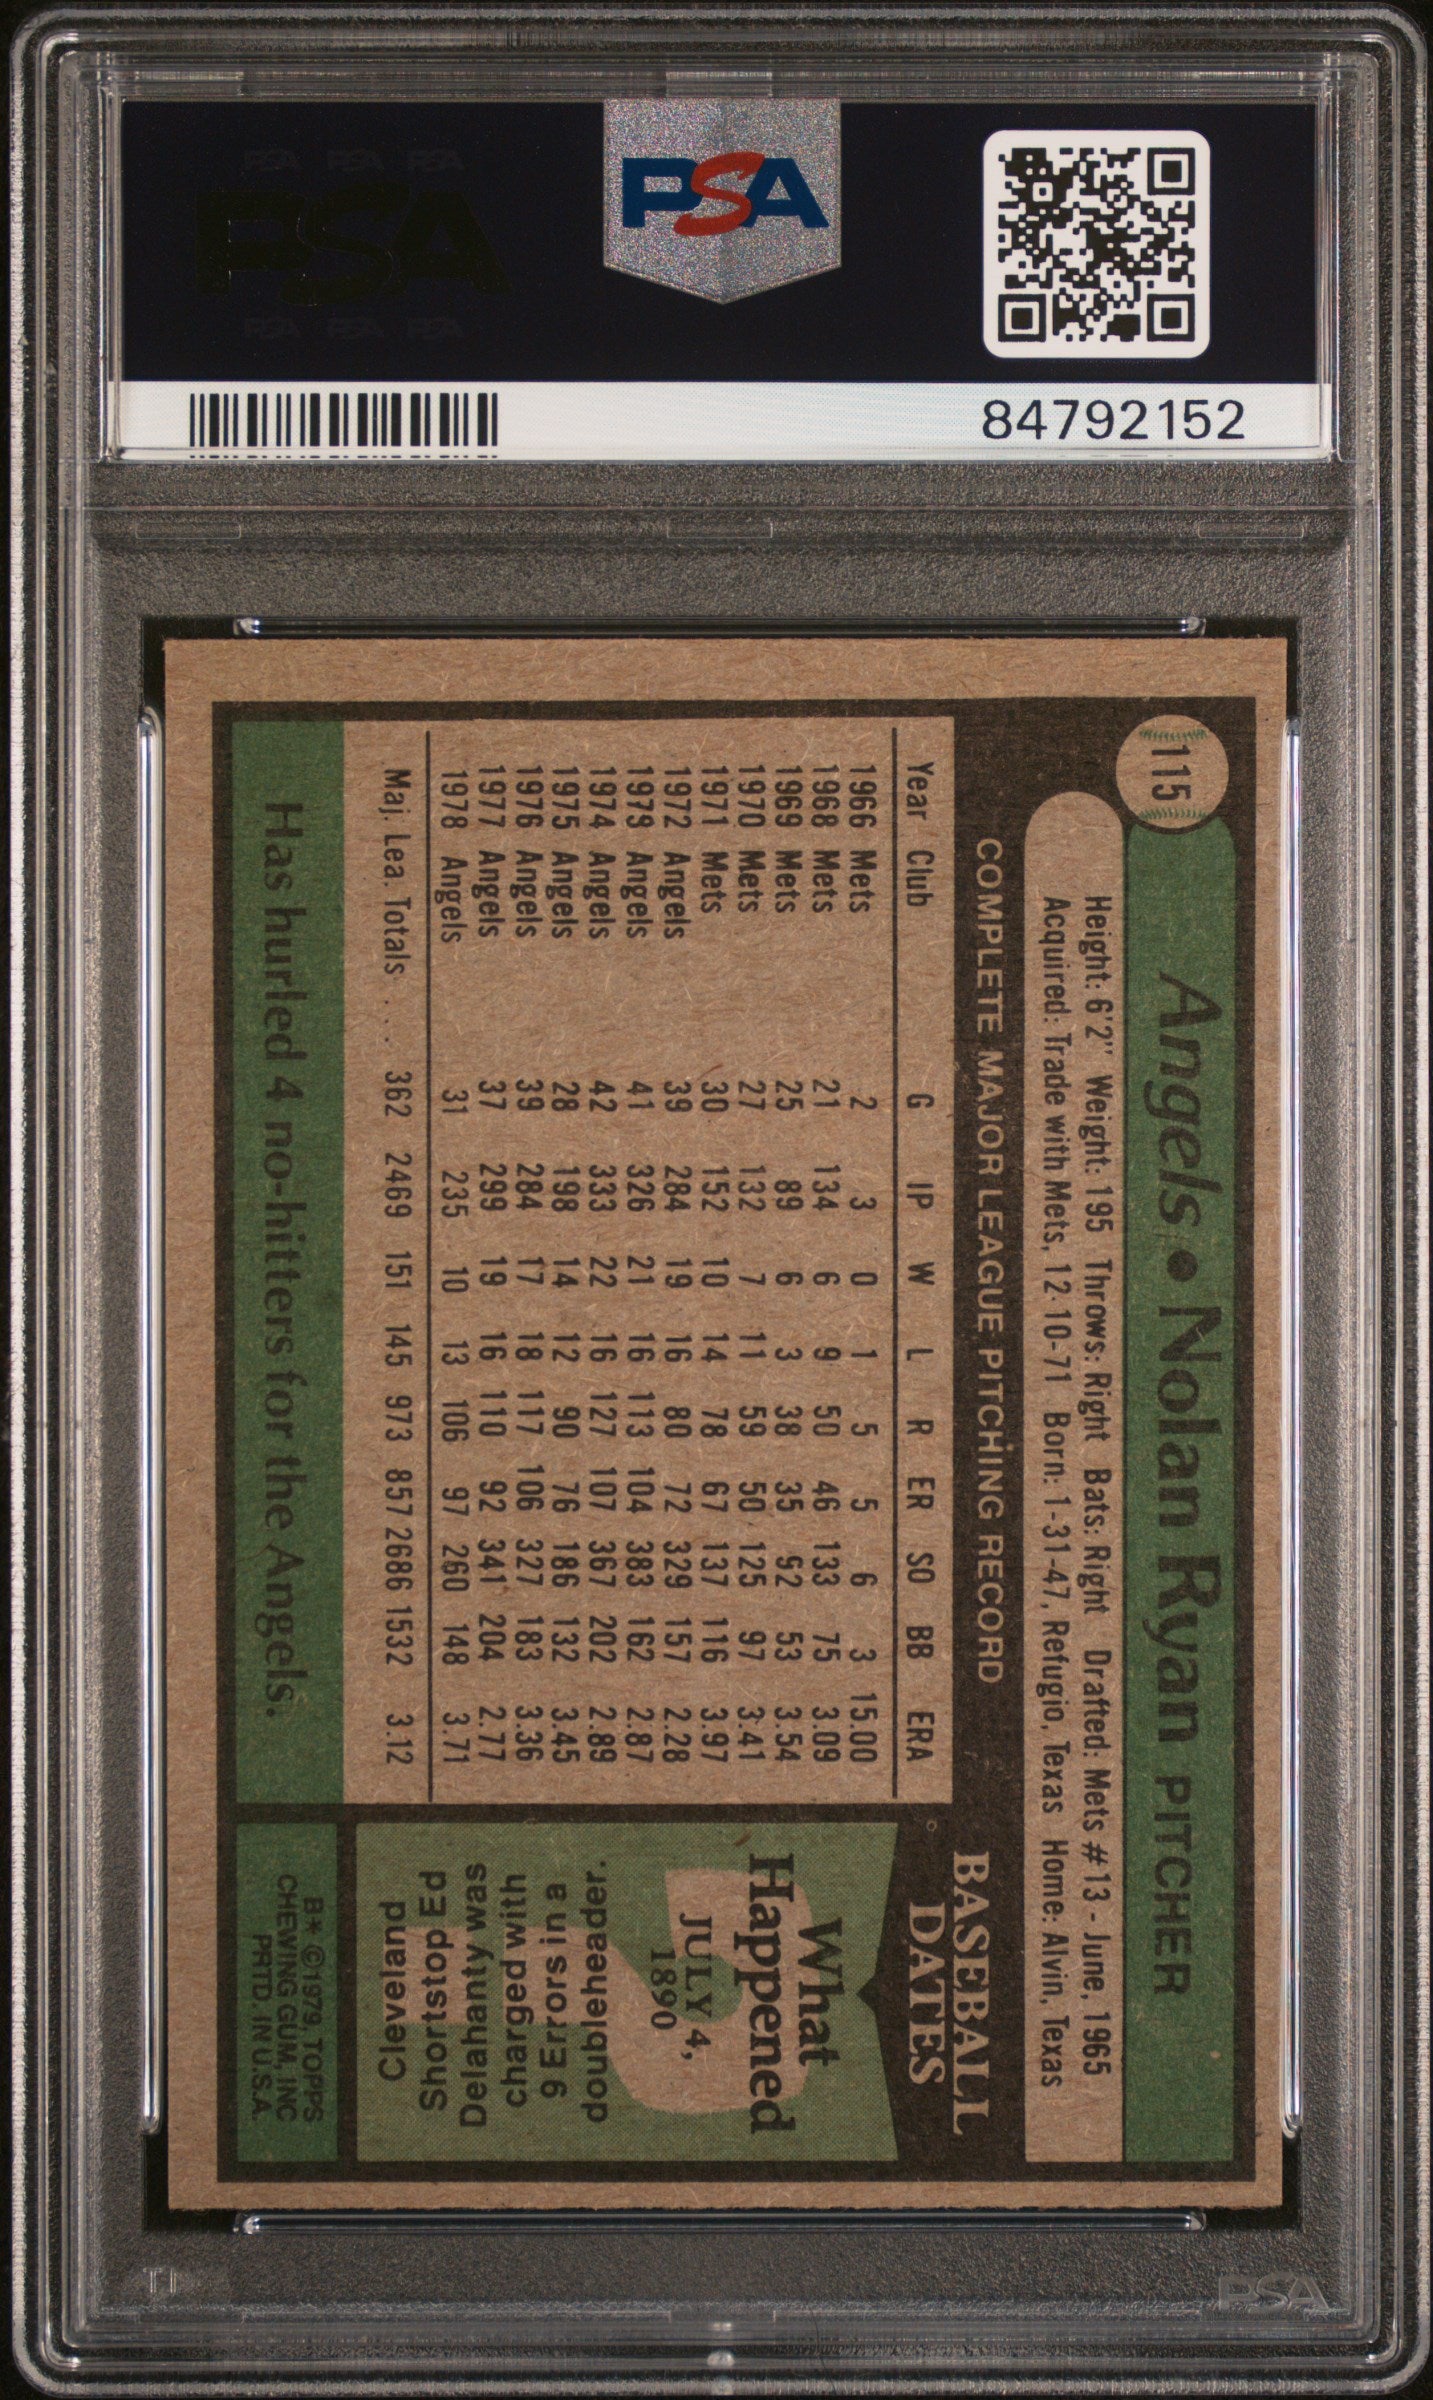 PSA PSA PSA
PSA
PSA PSA PSA
PSA
84792152
115
Angels • Nolan Ryan PITCHER
Height: 6'2" Weight: 195 Throws: Right Bats: Right Drafted: Mets #13 - June, 1965
Acquired: Trade with Mets, 12-10-71 Born: 1-31-47, Refugio, Texas Home: Alvin, Texas
COMPLETE MAJOR LEAGUE PITCHING RECORD
Year Club G IP W L R ER SO BB ERA
1966 Mets 2 3 0 1 5 5 6 3 15.00
1968 Mets 21 134 6 9 50 46 133 75 3.09
1969 Mets 25 89 6 3 38 35 92 53 3.54
1970 Mets 27 132 7 11 59 50 125 97 3.41
1971 Mets 30 152 10 14 78 67 137 116 3.97
1972 Angels 39 284 19 16 80 72 329 157 2.28
1979 Angels 41 326 21 16 113 104 383 162 2.87
1974 Angels 42 333 22 16 127 107 367 202 2.89
1975 Angels 28 198 14 12 90 76 186 132 3.45
1976 Angels 39 284 17 18 117 106 327 183 3.36
1977 Angels 37 299 19 16 110 92 341 204 2.77
1978 Angels 31 235 10 13 106 97 260 148 3.71
Maj. Lea. Totals . . . 362 2469 151 145 973 857 2686 1532 3.12
Has hurled 4 no-hitters for the Angels.
BASEBALL
DATES
What
Happened
JULY 4,
1890
Cleveland
Shortstop Ed
Delahanty was
charged with
9 Errors in a
doubleheader.
B* ©1979, TOPPS
CHEWING GUM, INC
PRTD. IN U.S.A.
PSA